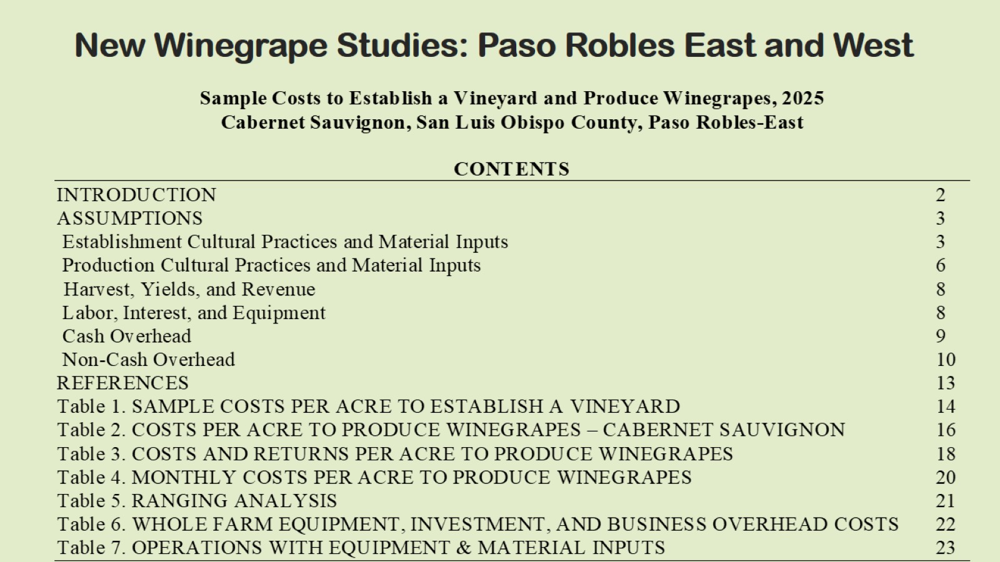 New Winegrape Studies: Paso Robles East and West
Sample Costs to Establish a Vineyard and Produce Winegrapes, 2025
Cabernet Sauvignon, San Luis Obispo County, Paso Robles-East
CONTENTS
INTRODUCTION 2
ASSUMPTIONS 3
Establishment Cultural Practices and Material Inputs 3
Production Cultural Practices and Material Inputs 6
Harvest, Yields, and Revenue 8
Labor, Interest, and Equipment 8
Cash Overhead 9
Non-Cash Overhead 10
REFERENCES 13
Table 1. SAMPLE COSTS PER ACRE TO ESTABLISH A VINEYARD 14
Table 2. COSTS PER ACRE TO PRODUCE WINEGRAPES – CABERNET SAUVIGNON 16
Table 3. COSTS AND RETURNS PER ACRE TO PRODUCE WINEGRAPES 18
Table 4. MONTHLY COSTS PER ACRE TO PRODUCE WINEGRAPES 20
Table 5. RANGING ANALYSIS 21
Table 6. WHOLE FARM EQUIPMENT, INVESTMENT, AND BUSINESS OVERHEAD COSTS 22
Table 7. OPERATIONS WITH EQUIPMENT & MATERIAL INPUTS 23